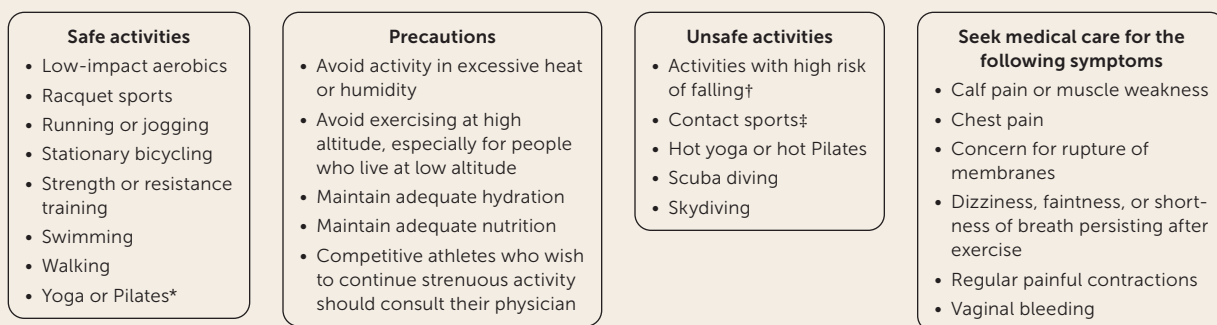 Safe activities
• Low-impact aerobics
• Racquet sports
• Running or jogging
• Stationary bicycling
• Strength or resistance
training
• Swimming
• Walking
• Yoga or Pilates*
Precautions
• Avoid activity in excessive heat
or humidity
• Avoid exercising at high
altitude, especially for people
who live at low altitude
• Maintain adequate hydration
• Maintain adequate nutrition
• Competitive athletes who wish
to continue strenuous activity
should consult their physician
Unsafe activities
• Activities with high risk
of falling†
• Contact sports‡
• Hot yoga or hot Pilates
• Scuba diving
• Skydiving
Seek medical care for the
following symptoms
• Calf pain or muscle weakness
• Chest pain
• Concern for rupture of
membranes
• Dizziness, faintness, or short-
ness of breath persisting after
exercise
• Regular painful contractions
• Vaginal bleeding